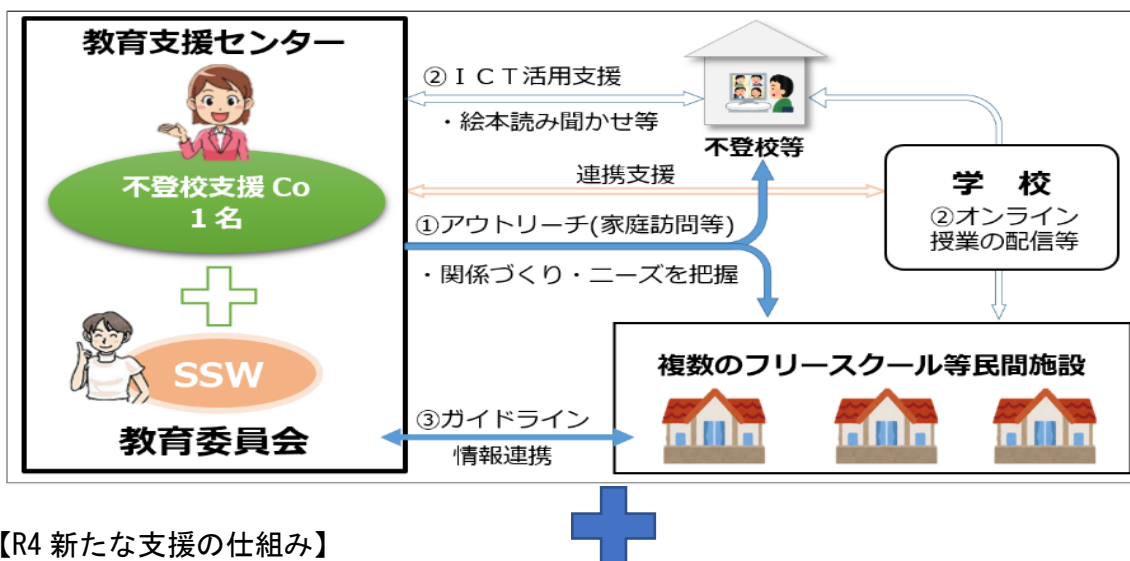 教育支援センター
不登校支援 Co
1名
SSW
教育委員会
②ICT活用支援
・絵本読み聞かせ等
不登校等
連携支援
①アウトリーチ(家庭訪問等)
・関係づくり・ニーズを把握
学 校
②オンライン
授業の配信等
複数のフリースクール等民間施設
③ガイドライン
情報連携
【R4 新たな支援の仕組み】